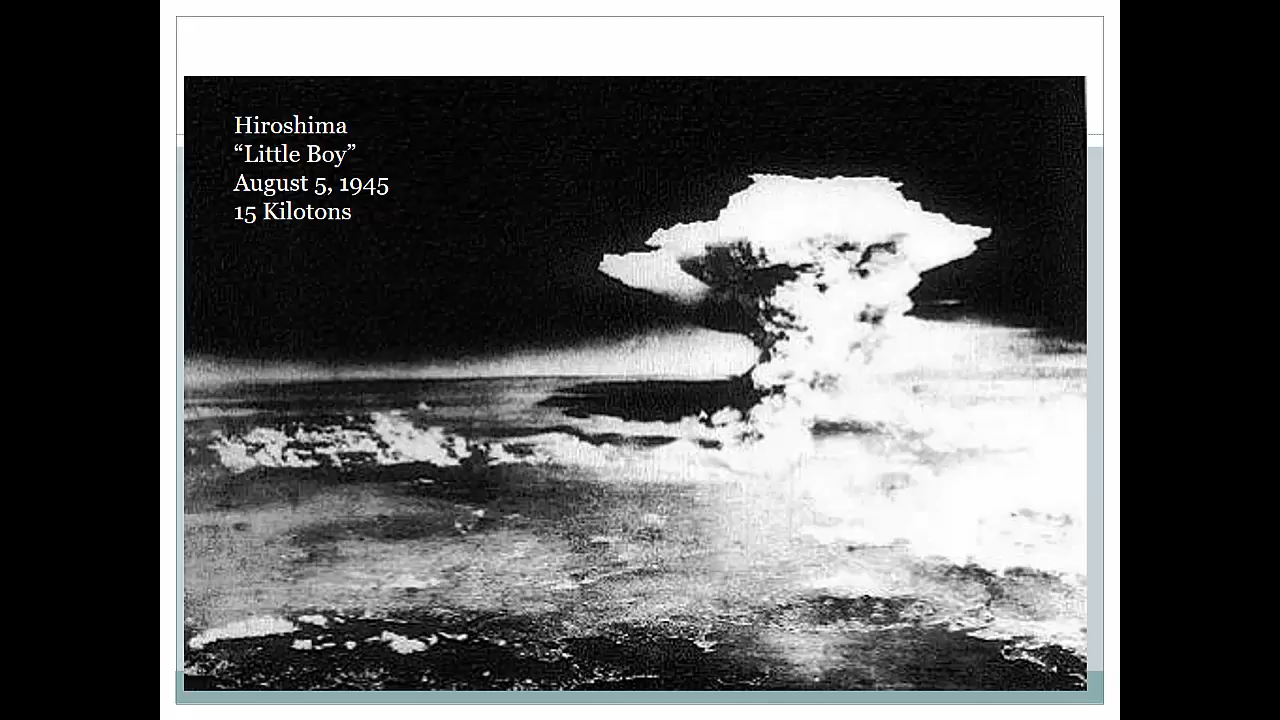 Hiroshima
“Little Boy”
August 5, 1945
15 Kilotons